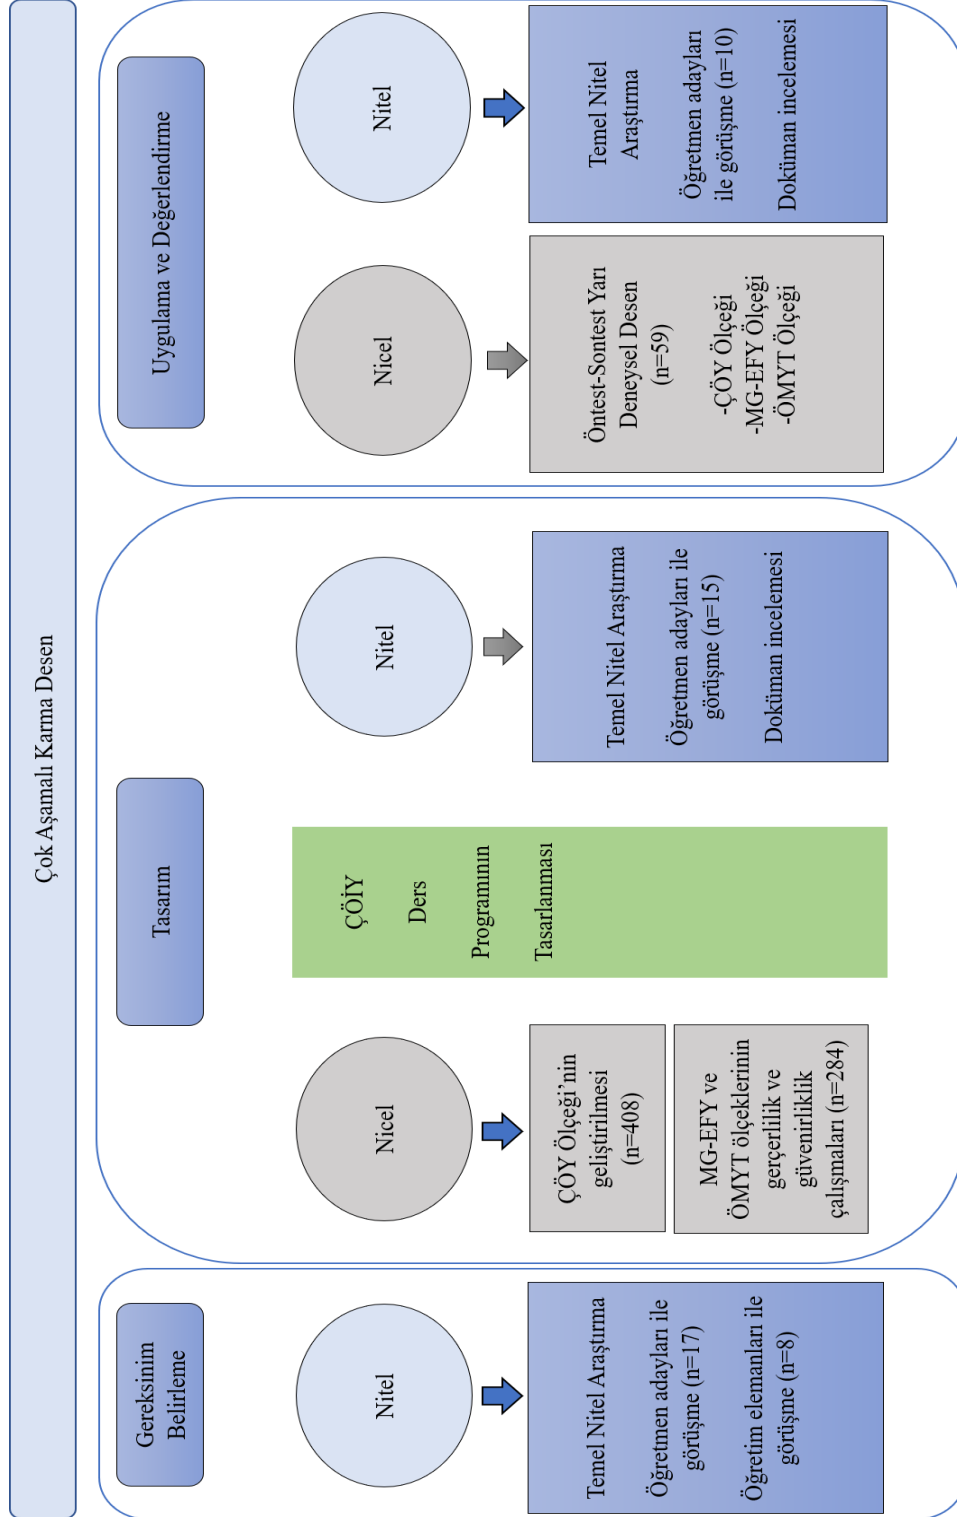 Çok Aşamalı Karma Desen
Gereksinim
Belirleme
Nitel
Temel Nitel Araştırma
Öğretmen adayları ile
görüşme (n=17)
Öğretim elemanları ile
görüşme (n=8)
Tasarım
Nicel
ÇÖY Ölçeği’nin
geliştirilmesi
(n=408)
MG-EFY ve
ÖMYT ölçeklerinin
gerçerlilik ve
güvenirliklik
çalışmaları (n=284)
ÇÖİY
Ders
Programının
Tasarlanması
Nitel
Temel Nitel Araştırma
Öğretmen adayları ile
görüşme (n=15)
Doküman incelemesi
Uygulama ve Değerlendirme
Nicel
Öntest-Sontest Yarı
Deneysel Desen
(n=59)
-ÇÖY Ölçeği
-MG-EFY Ölçeği
-ÖMYT Ölçeği
Nitel
Temel Nitel
Araştırma
Öğretmen adayları
ile görüşme (n=10)
Doküman incelemesi